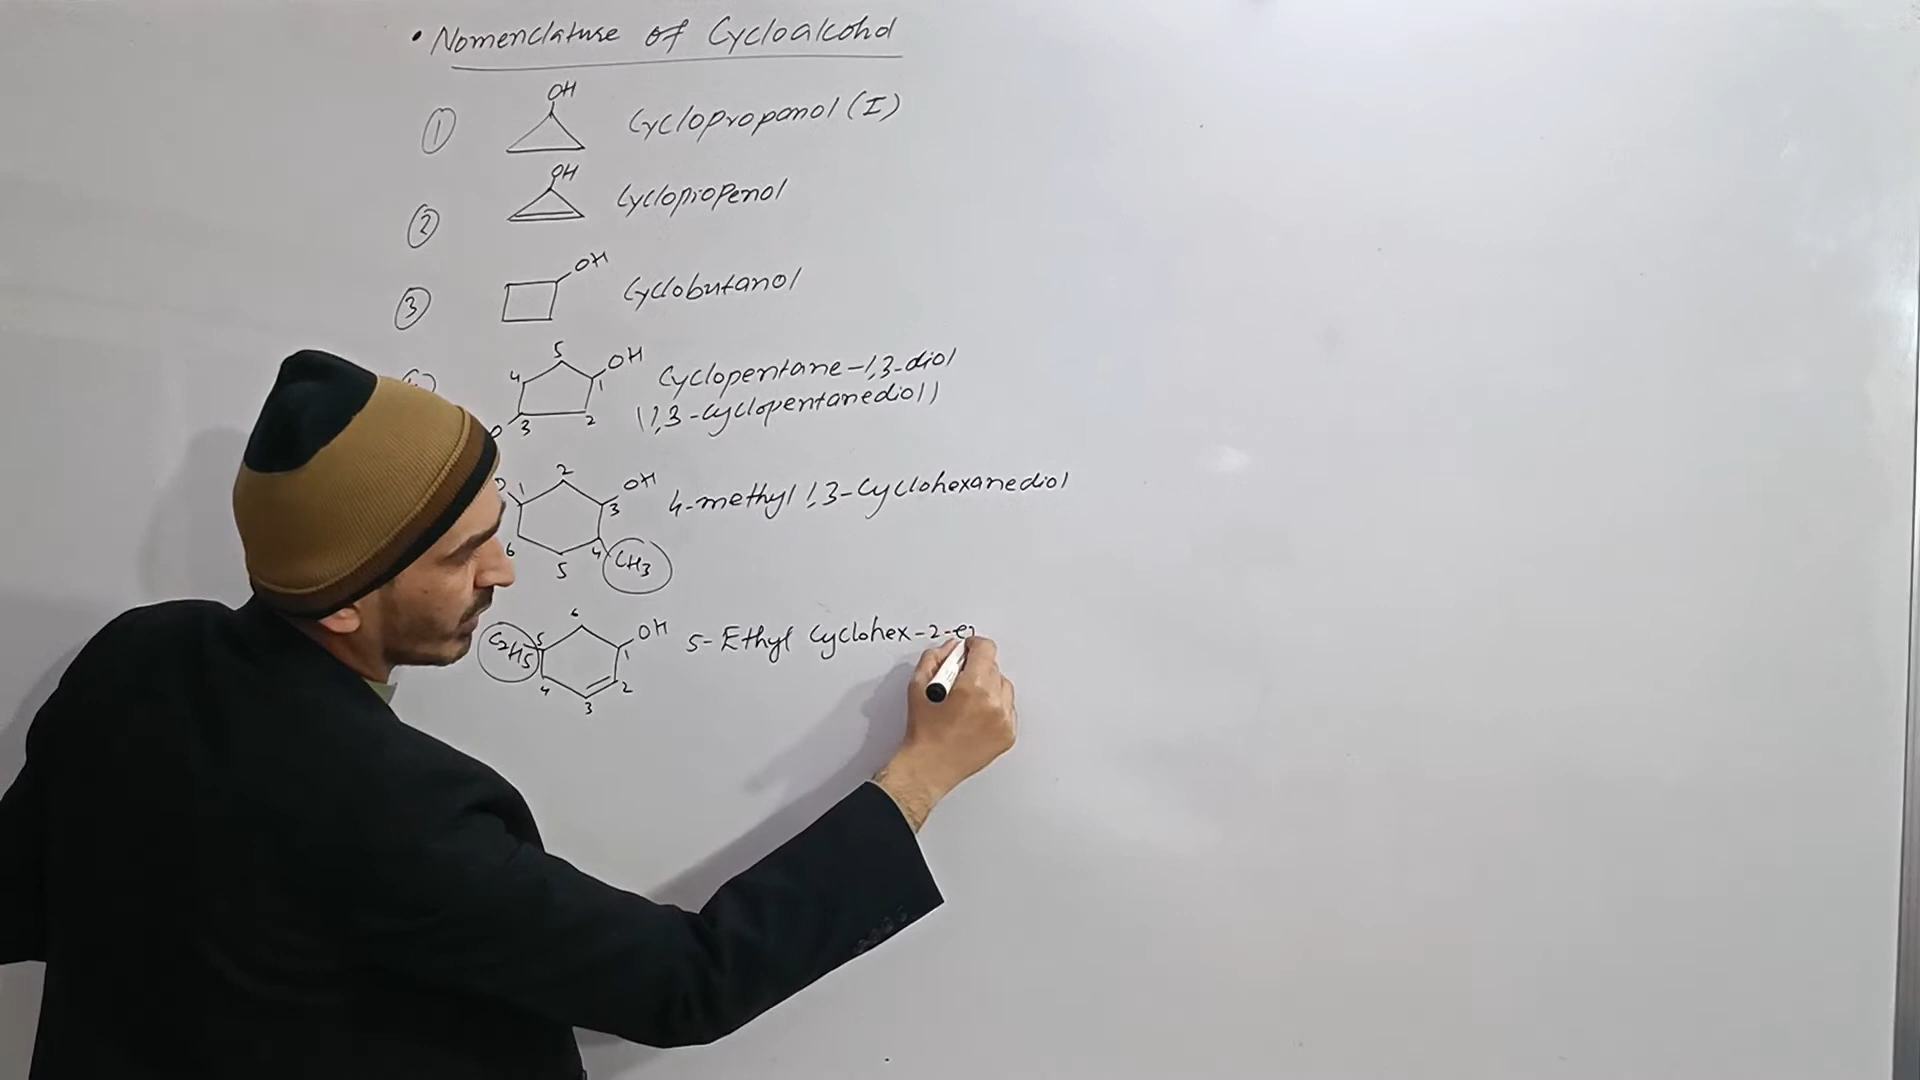 • Nomenclature of Cycloalcohol
1 OH Cyclopropanol (I)
2 OH Cyclopropenol
3 OH Cyclobutanol
5 4 3 2 1 OH Cyclopentane-1,3-diol
(1,3-cyclopentanediol)
1 2 3 4 5 6 OH CH3 4-methyl 1,3-Cyclohexanediol
C2H5 5 6 1 2 3 4 OH 5-Ethyl Cyclohex-2-e